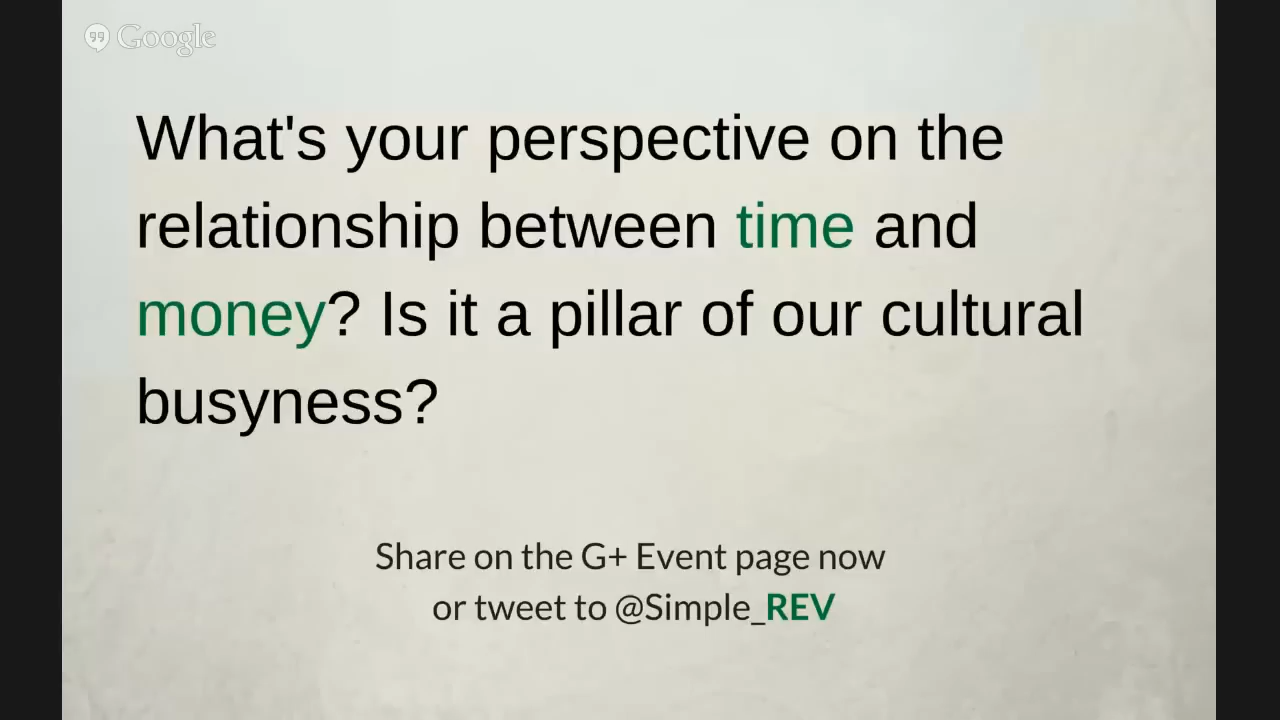 Google
What's your perspective on the
relationship between time and
money? Is it a pillar of our cultural
busyness?
Share on the G+ Event page now
or tweet to @Simple_REV